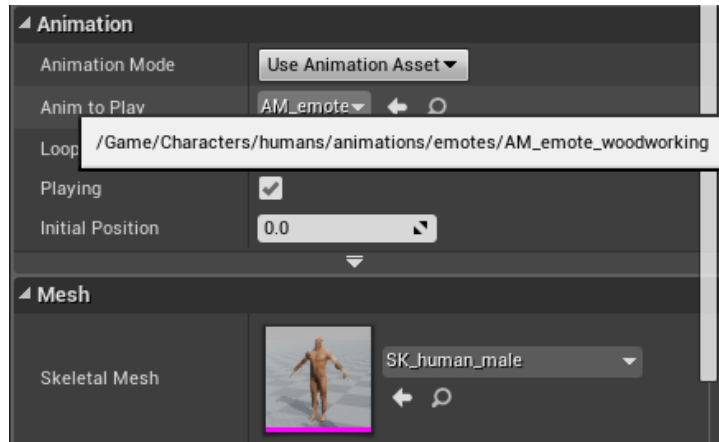 Animation
Animation Mode Use Animation Asset
Anim to Play AM_emote
/Game/Characters/humans/animations/emotes/AM_emote_woodworking
Loop
Playing
Initial Position 0.0
Mesh
Skeletal Mesh SK_human_male